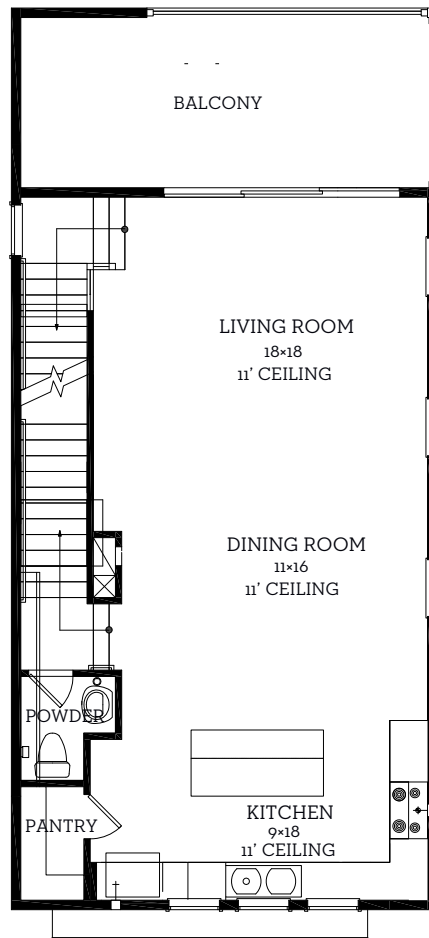 BALCONY
LIVING ROOM
18×18
11' CEILING
DINING ROOM
11×16
11' CEILING
POWDER
KITCHEN
9×18
11' CEILING
PANTRY